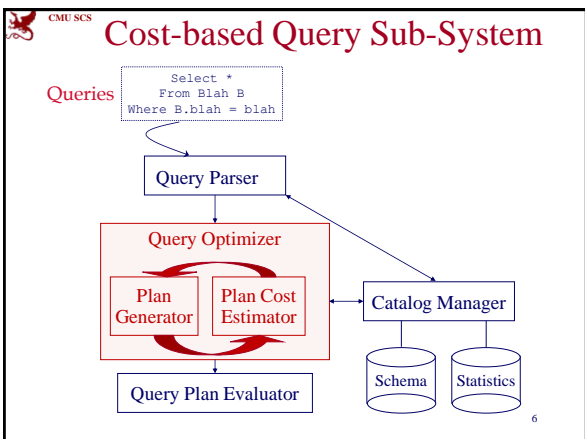 CMU SCS
Cost-based Query Sub-System
Queries
Select *
From Blah B
Where B.blah = blah
Query Parser
Query Optimizer
Plan
Generator
Plan Cost
Estimator
Catalog Manager
Query Plan Evaluator
Schema
Statistics
6